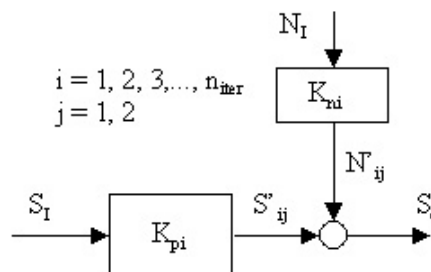 N_I
i = 1, 2, 3,..., n_iter
j = 1, 2
K_ni
N'_ij
S_I
K_pi
S'_ij
S